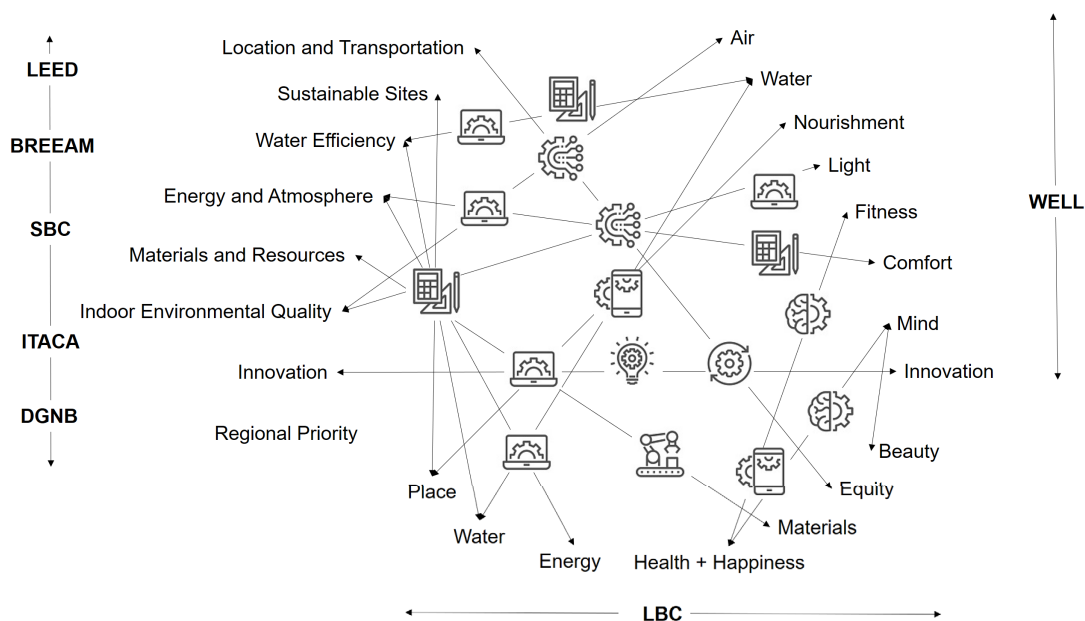 LEED
BREEAM
SBC
ITACA
DGNB
Location and Transportation
Sustainable Sites
Water Efficiency
Energy and Atmosphere
Materials and Resources
Indoor Environmental Quality
Innovation
Regional Priority
Place
Water
Energy
Health + Happiness
Materials
Equity
Beauty
Air
Water
Nourishment
Light
Fitness
Comfort
Mind
Innovation
WELL
LBC